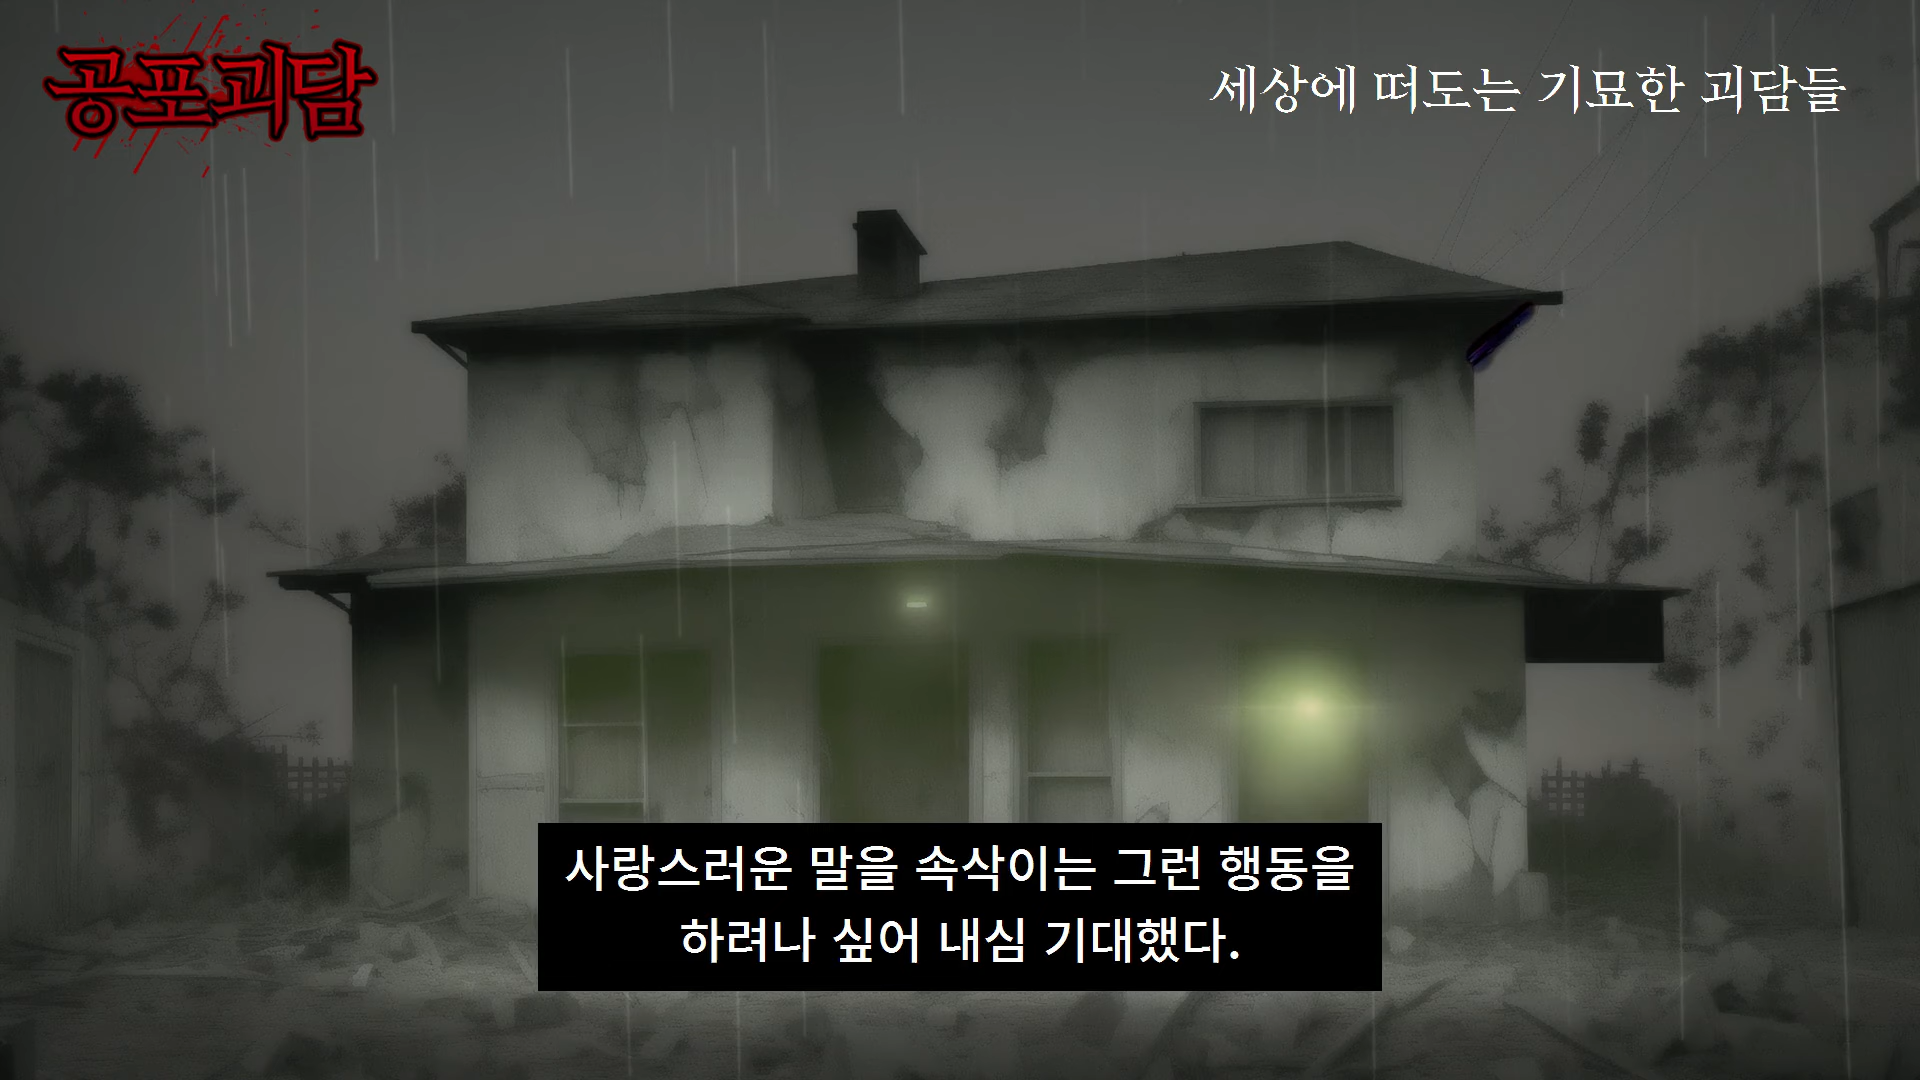 공포괴담
세상에 떠도는 기묘한 괴담들
사랑스러운 말을 속삭이는 그런 행동을
하려나 싶어 내심 기대했다.